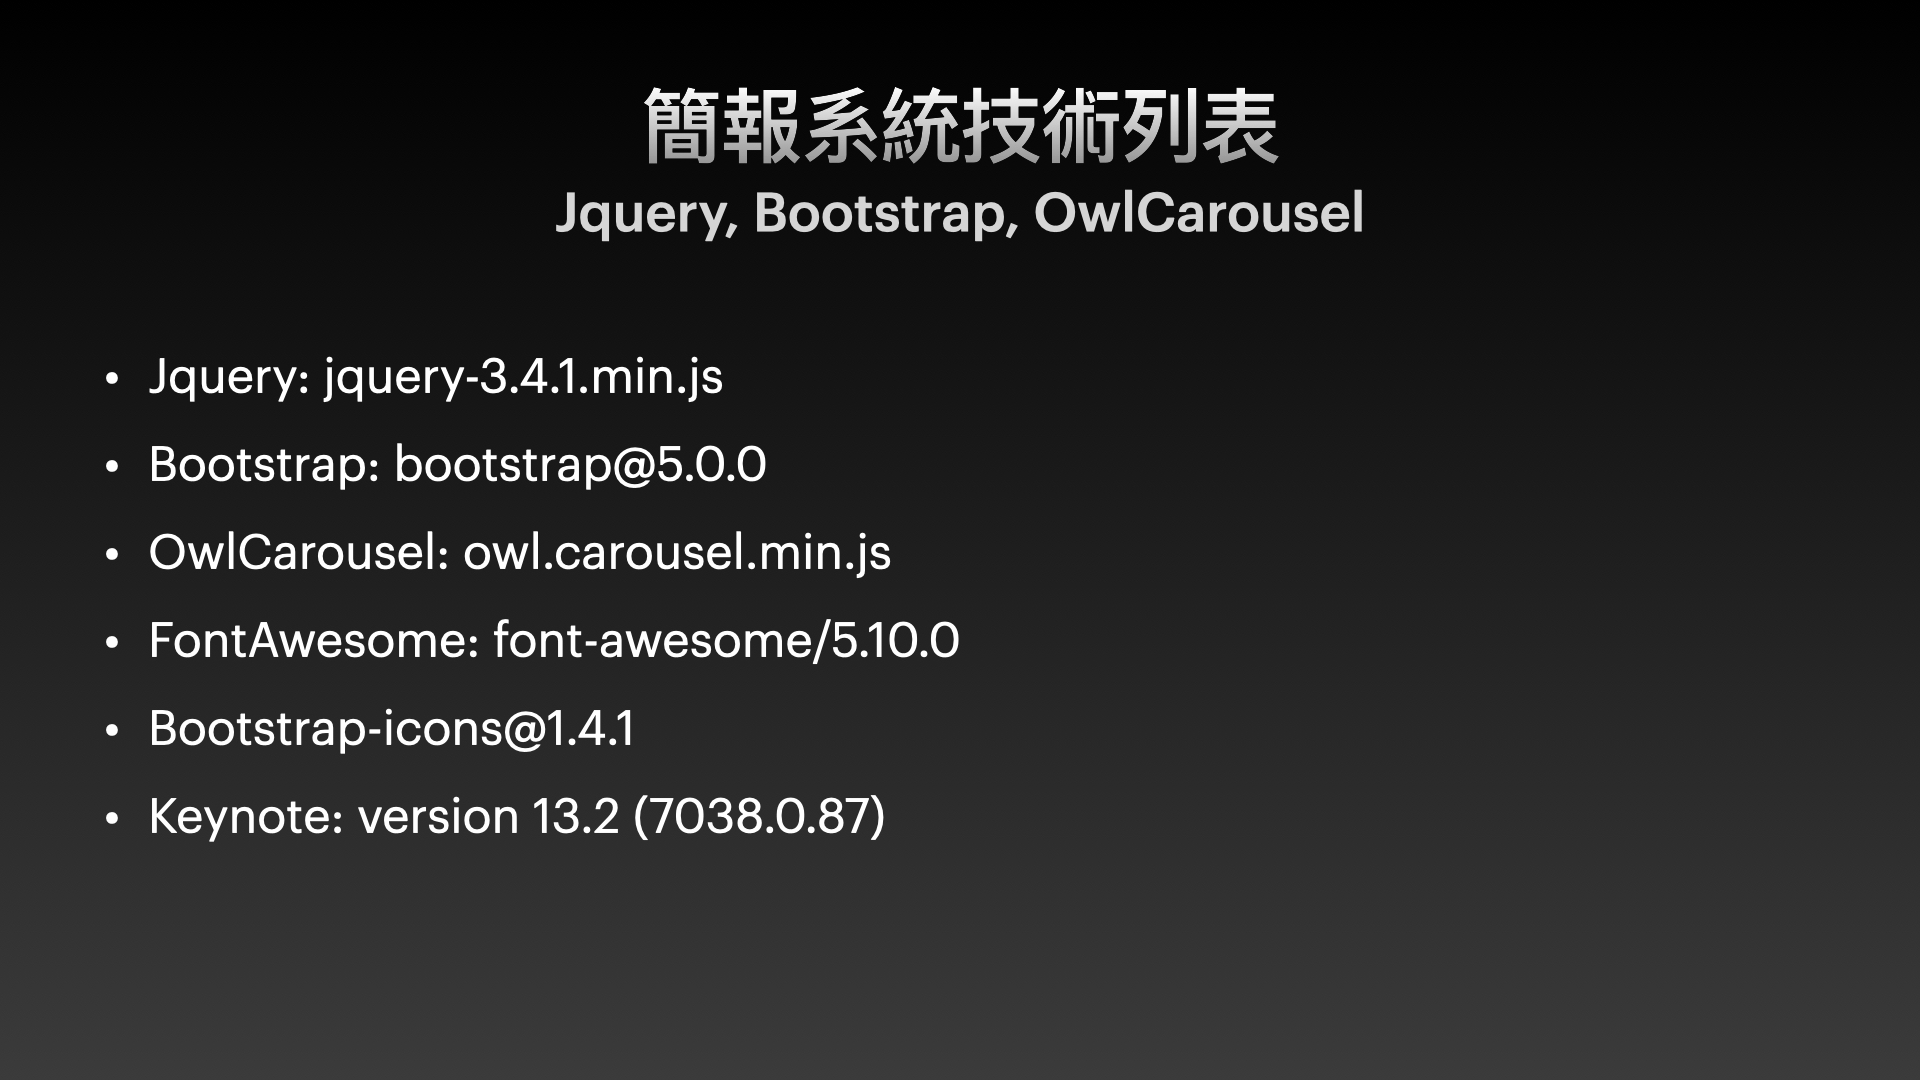 簡報系統技術列表
Jquery, Bootstrap, OwlCarousel
• Jquery: jquery-3.4.1.min.js
• Bootstrap: bootstrap@5.0.0
• OwlCarousel: owl.carousel.min.js
• FontAwesome: font-awesome/5.10.0
• Bootstrap-icons@1.4.1
• Keynote: version 13.2 (7038.0.87)